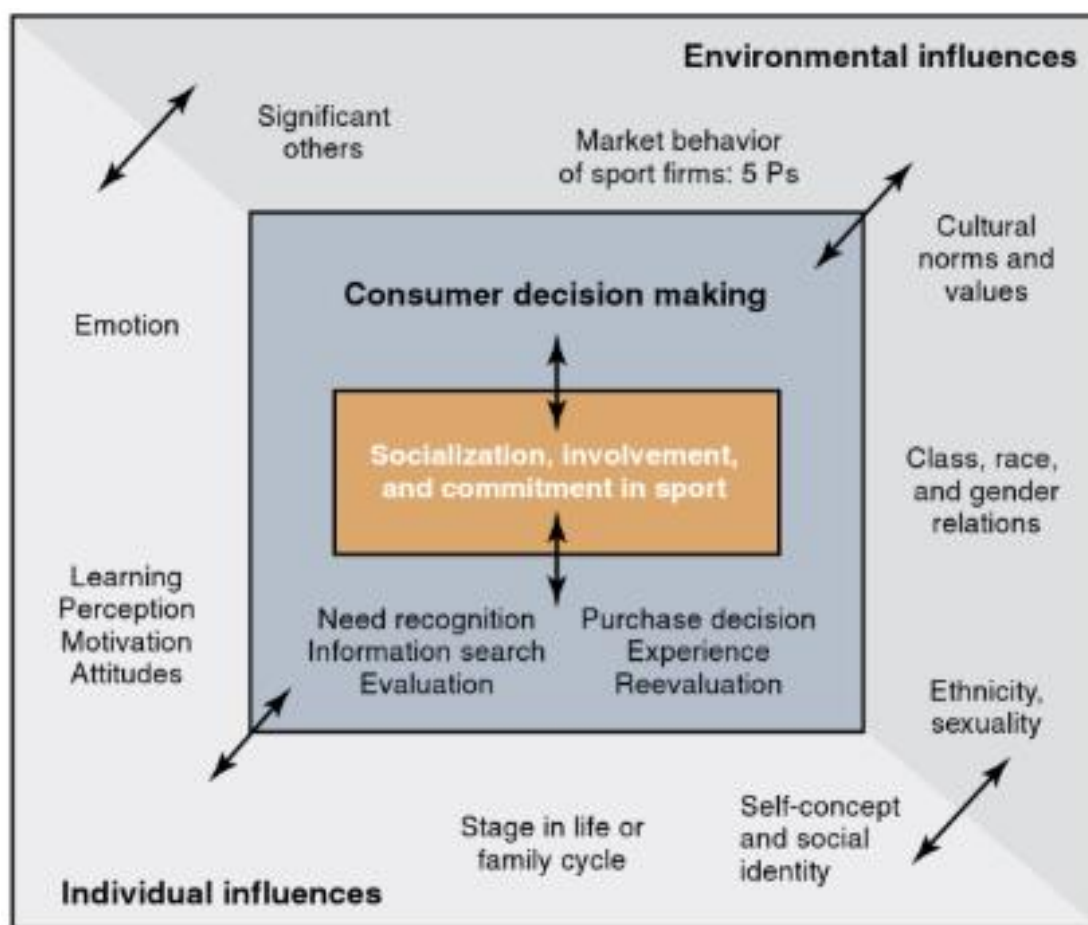 Environmental influences
Significant
others
Market behavior
of sport firms: 5 Ps
Cultural
norms and
values
Consumer decision making
Emotion
Socialization, involvement,
and commitment in sport
Class, race,
and gender
relations
Learning
Perception
Motivation
Attitudes
Need recognition
Information search
Evaluation
Purchase decision
Experience
Reevaluation
Ethnicity,
sexuality
Stage in life or
family cycle
Self-concept
and social
identity
Individual influences